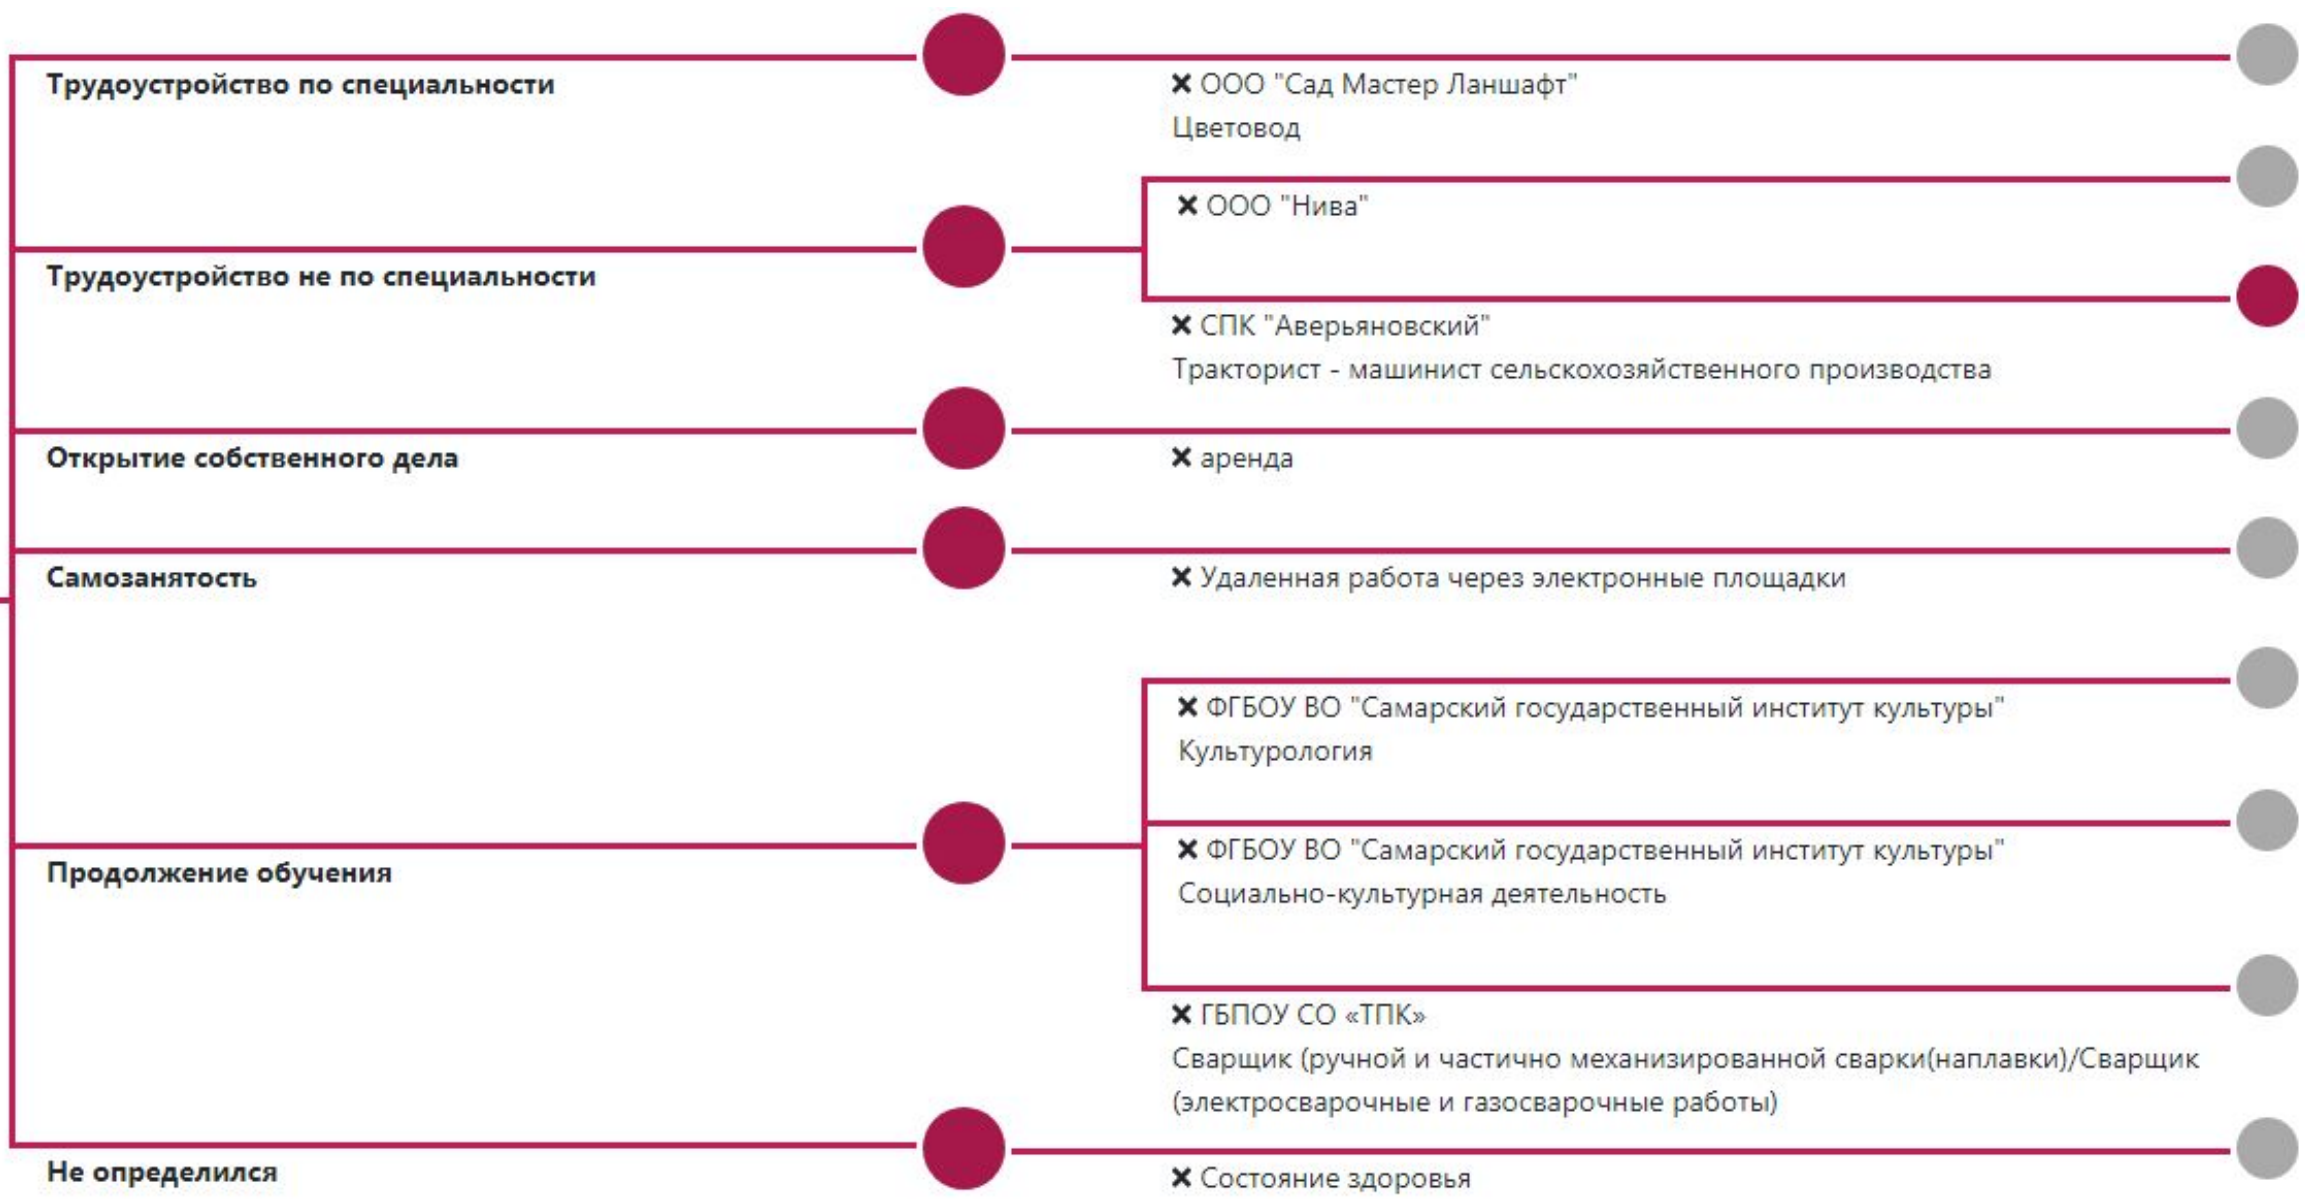 Трудоустройство по специальности
✖ ООО "Сад Мастер Ланшафт"
Цветовод
✖ ООО "Нива"
Трудоустройство не по специальности
✖ СПК "Аверьяновский"
Тракторист - машинист сельскохозяйственного производства
Открытие собственного дела
✖ аренда
Самозанятость
✖ Удаленная работа через электронные площадки
✖ ФГБОУ ВО "Самарский государственный институт культуры"
Культурология
Продолжение обучения
✖ ФГБОУ ВО "Самарский государственный институт культуры"
Социально-культурная деятельность
✖ ГБПОУ СО «ТПК»
Сварщик (ручной и частично механизированной сварки(наплавки)/Сварщик
(электросварочные и газосварочные работы)
Не определился
✖ Состояние здоровья